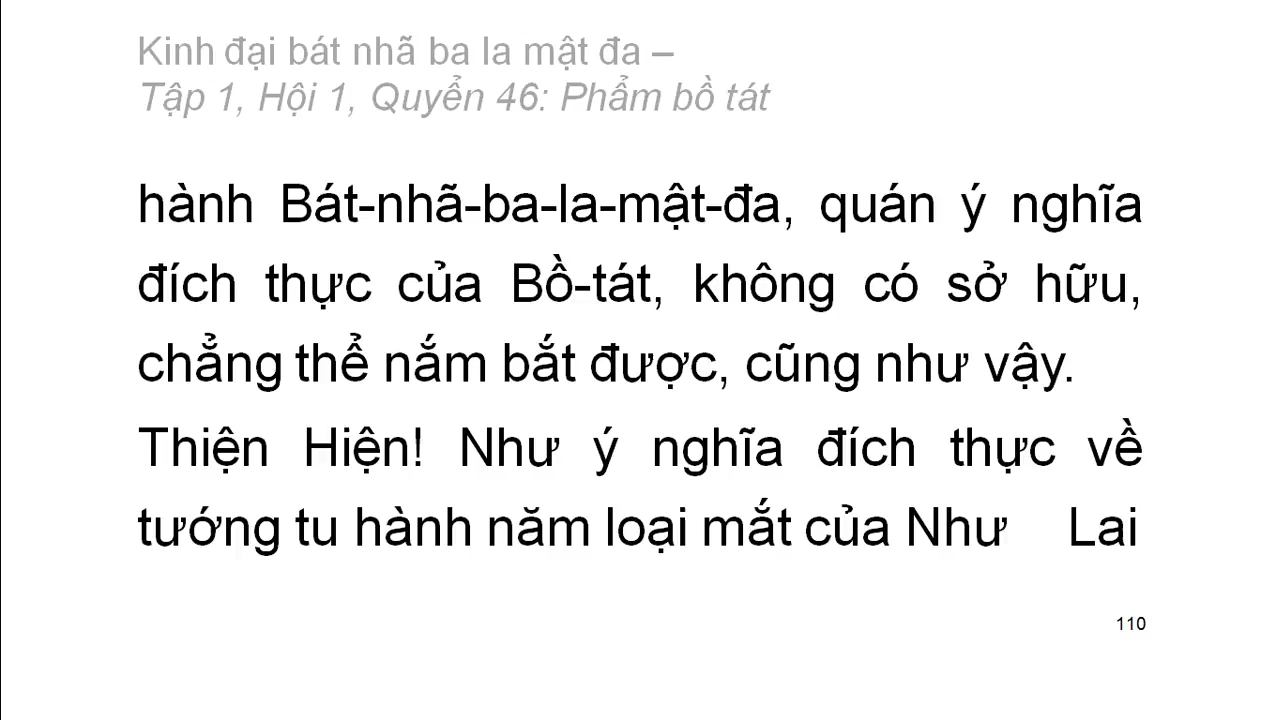 Kinh đại bát nhã ba la mật đa –
Tập 1, Hội 1, Quyển 46: Phẩm bồ tát
hành Bát-nhã-ba-la-mật-đa, quán ý nghĩa
đích thực của Bồ-tát, không có sở hữu,
chẳng thể nắm bắt được, cũng như vậy.
Thiện Hiện! Như ý nghĩa đích thực về
tướng tu hành năm loại mắt của Như Lai
110